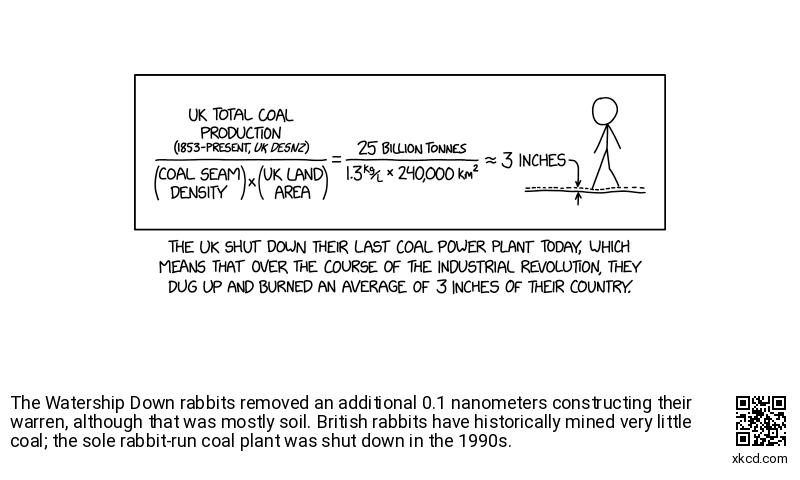 UK TOTAL COAL
PRODUCTION
(1853-PRESENT, UK DESNZ)
(COAL SEAM DENSITY) × (UK LAND AREA)
= 25 BILLION TONNES
1.3 kg/L × 240,000 km²
≈ 3 INCHES
THE UK SHUT DOWN THEIR LAST COAL POWER PLANT TODAY, WHICH
MEANS THAT OVER THE COURSE OF THE INDUSTRIAL REVOLUTION, THEY
DUG UP AND BURNED AN AVERAGE OF 3 INCHES OF THEIR COUNTRY.
The Watership Down rabbits removed an additional 0.1 nanometers constructing their
warren, although that was mostly soil. British rabbits have historically mined very little
coal; the sole rabbit-run coal plant was shut down in the 1990s.
xkcd.com